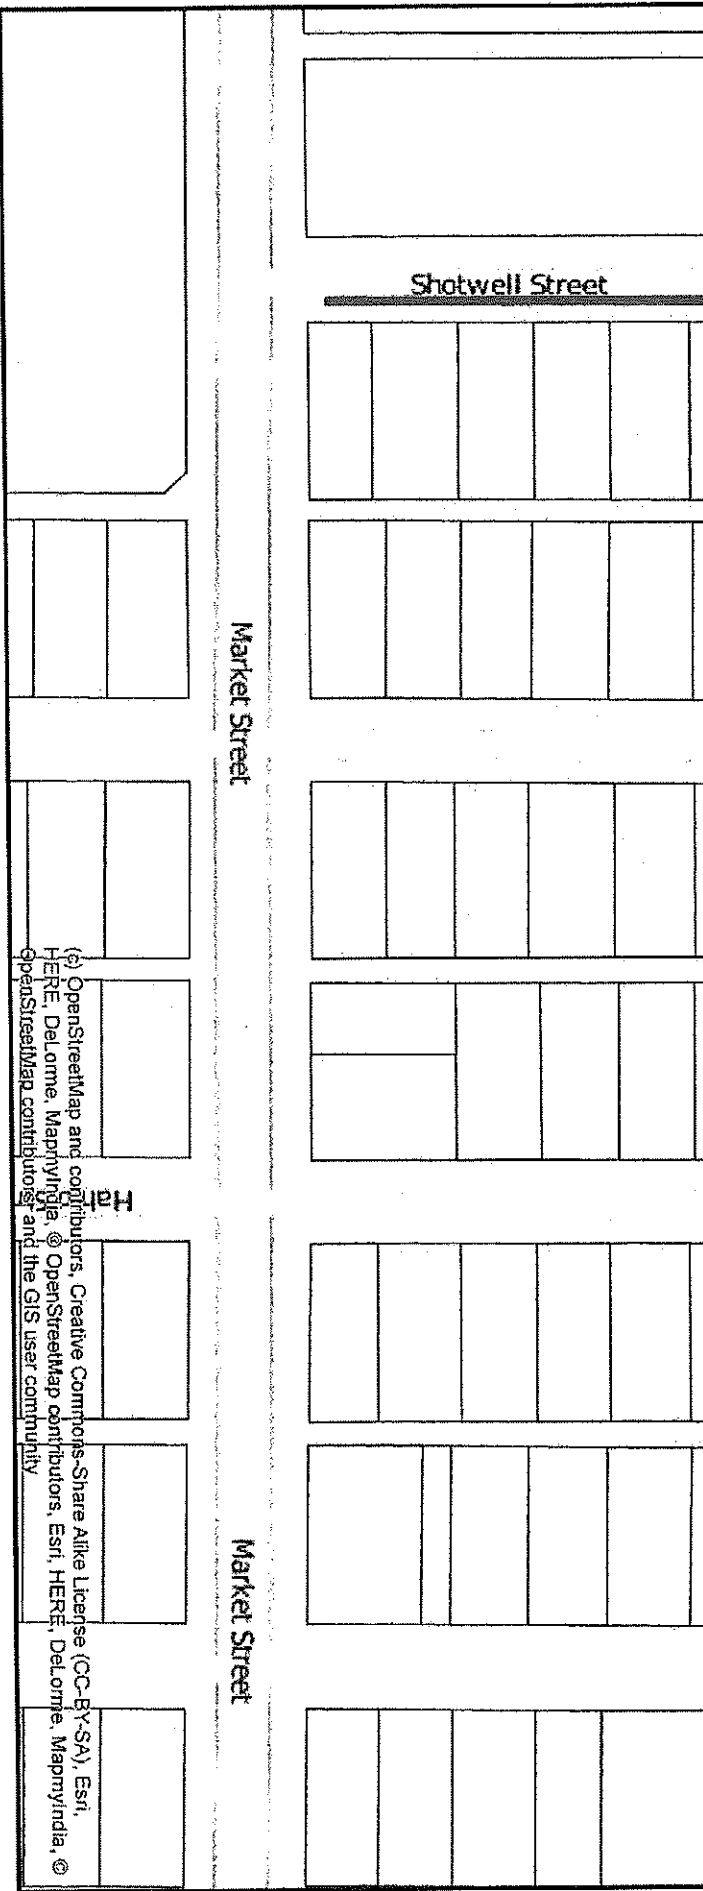 Shotwell Street
Market Street
(c) OpenStreetMap and contributors, Creative Commons-Share Alike License (CC-BY-SA), Esri,
HERE, DeLorme, MapmyIndia, © OpenStreetMap contributors, Esri, HERE, DeLorme, MapmyIndia, ©
OpenStreetMap contributors, and the GIS user community
Market Street